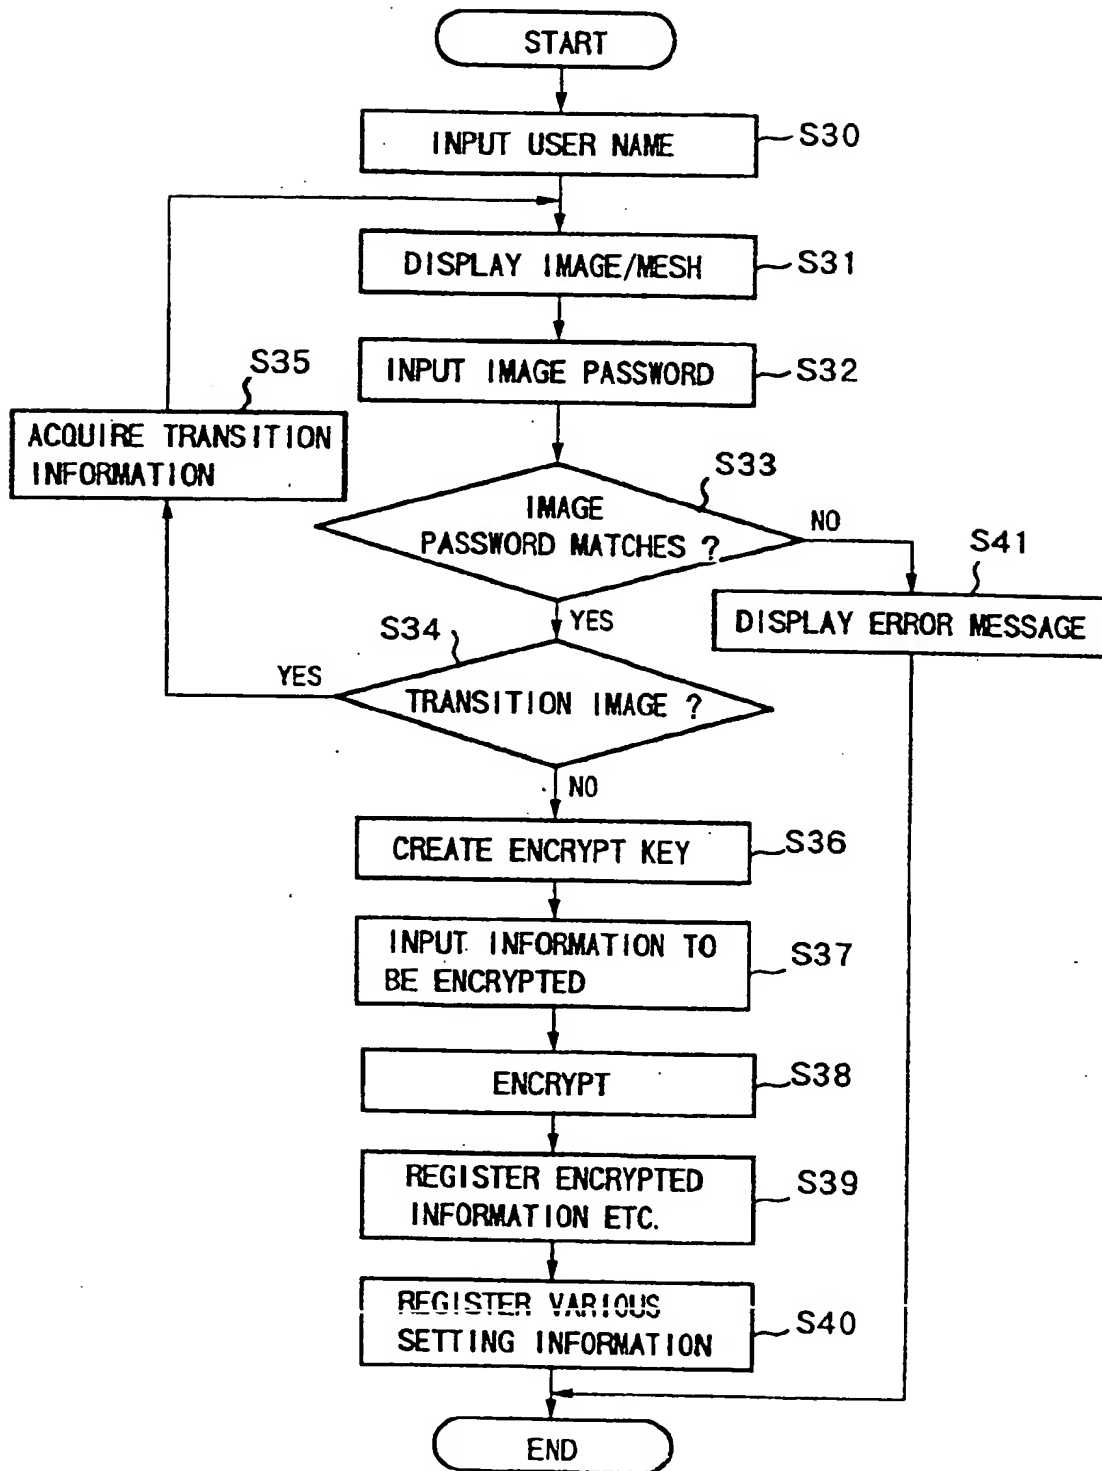 START
INPUT USER NAME
S30
DISPLAY IMAGE/MESH
S31
INPUT IMAGE PASSWORD
S32
S35
ACQUIRE TRANSITION
INFORMATION
S33
IMAGE
PASSWORD MATCHES ?
NO
S41
DISPLAY ERROR MESSAGE
YES
S34
YES
TRANSITION IMAGE ?
NO
CREATE ENCRYPT KEY
S36
INPUT INFORMATION TO
BE ENCRYPTED
S37
ENCRYPT
S38
REGISTER ENCRYPTED
INFORMATION ETC.
S39
REGISTER VARIOUS
SETTING INFORMATION
S40
END